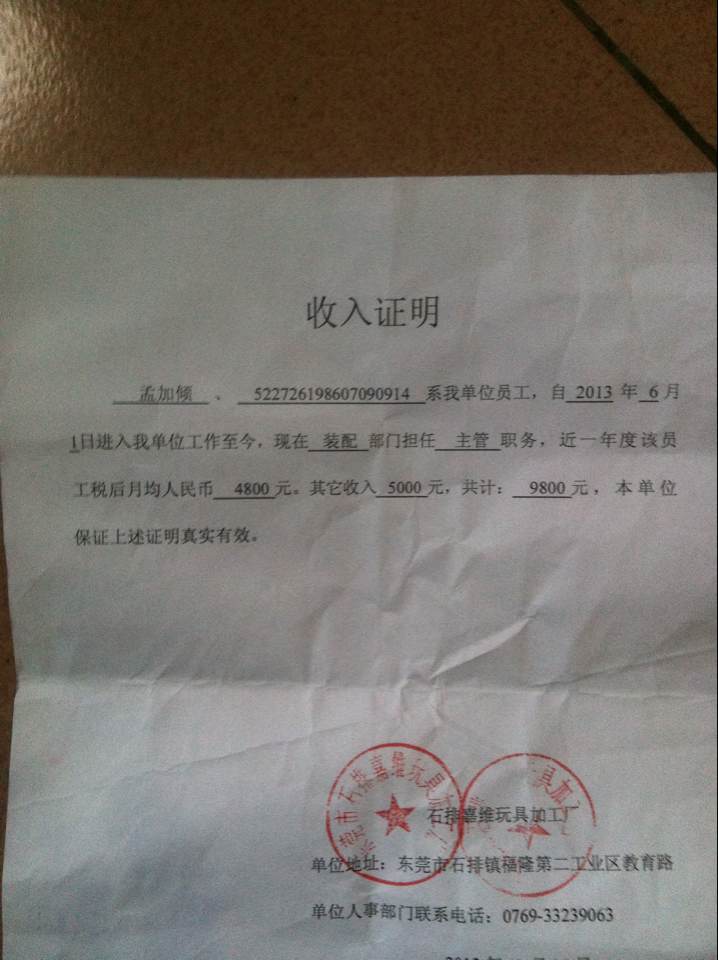 收入证明
孟加倾 、 522726198607090914 系我单位员工，自 2013 年 6 月
1日进入我单位工作至今，现在 装配 部门担任 主管 职务，近一年度该员
工税后月均人民币 4800 元。其它收入 5000 元，共计： 9800 元，本单位
保证上述证明真实有效。
石排嘉维玩具加工厂
单位地址：东莞市石排镇福隆第二工业区教育路
单位人事部门联系电话：0769-33239063